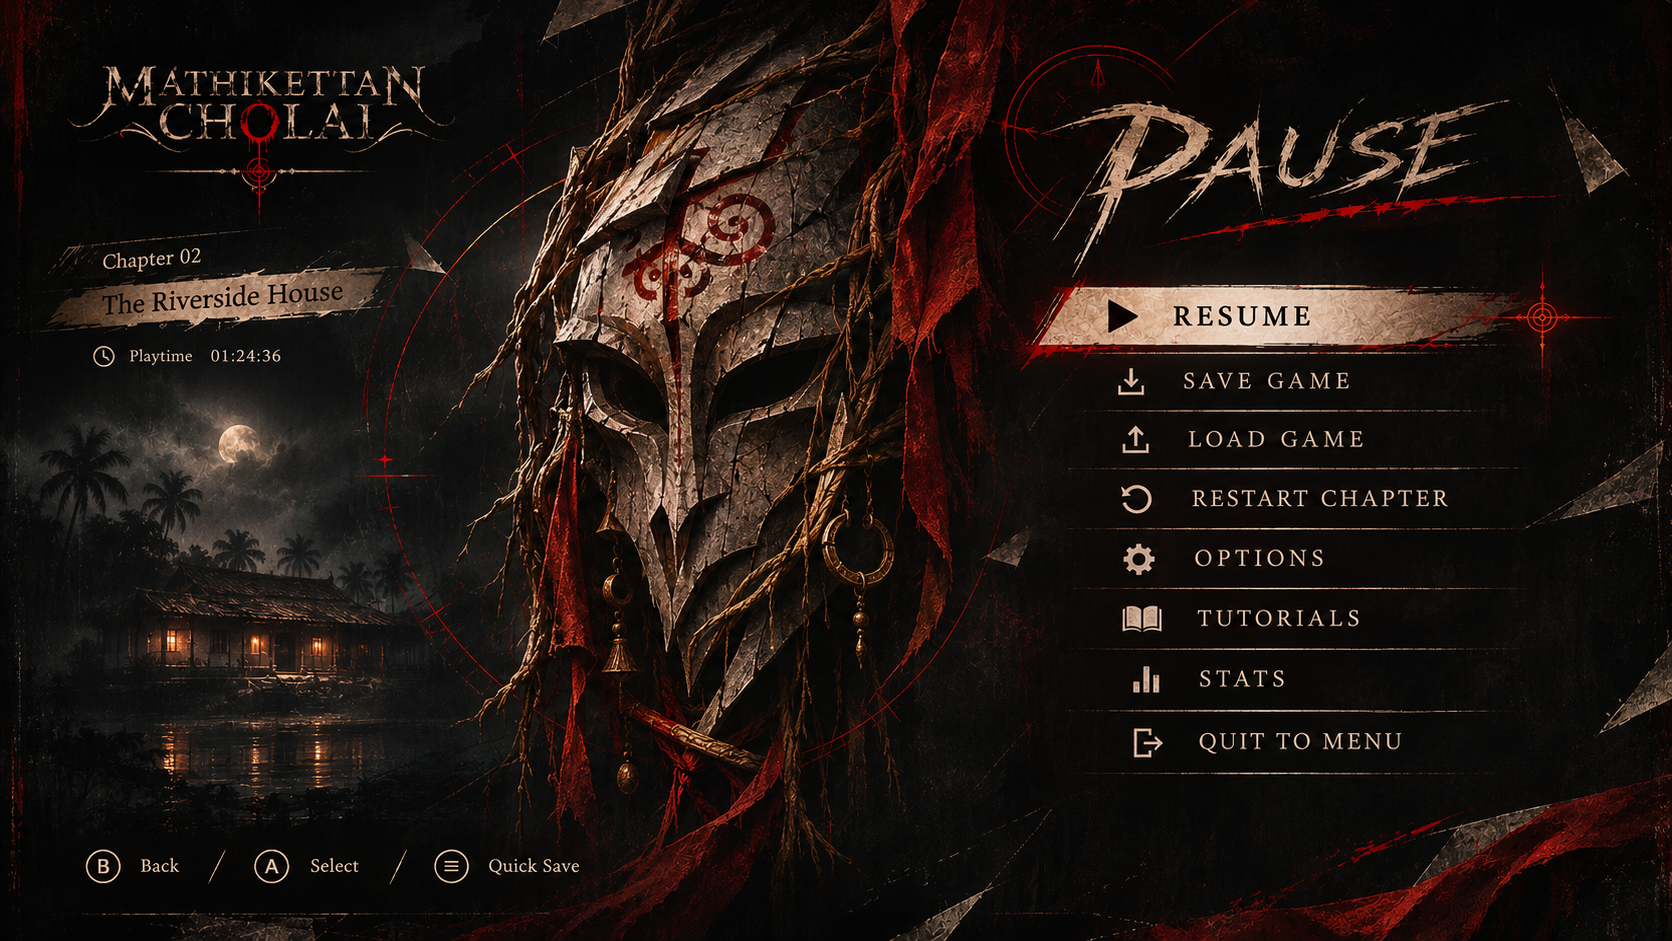 MATHIKETTAN
CHOLAI
Chapter 02
The Riverside House
Playtime 01:24:36
PAUSE
RESUME
SAVE GAME
LOAD GAME
RESTART CHAPTER
OPTIONS
TUTORIALS
STATS
QUIT TO MENU
B Back / A Select / Quick Save